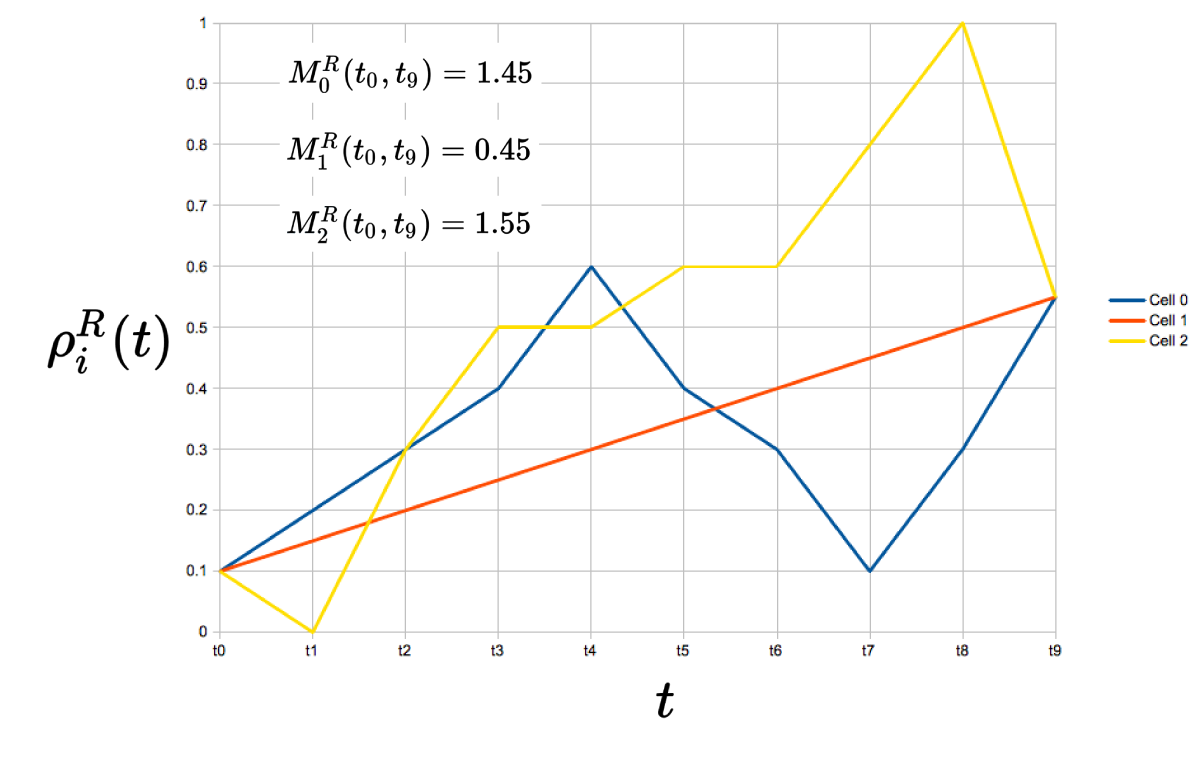 1
0.9
0.8
0.7
0.6
0.5
0.4
0.3
0.2
0.1
0
M_0^R(t_0, t_9) = 1.45
M_1^R(t_0, t_9) = 0.45
M_2^R(t_0, t_9) = 1.55
ρ_i^R(t)
t0 t1 t2 t3 t4 t5 t6 t7 t8 t9
t
Cell 0
Cell 1
Cell 2